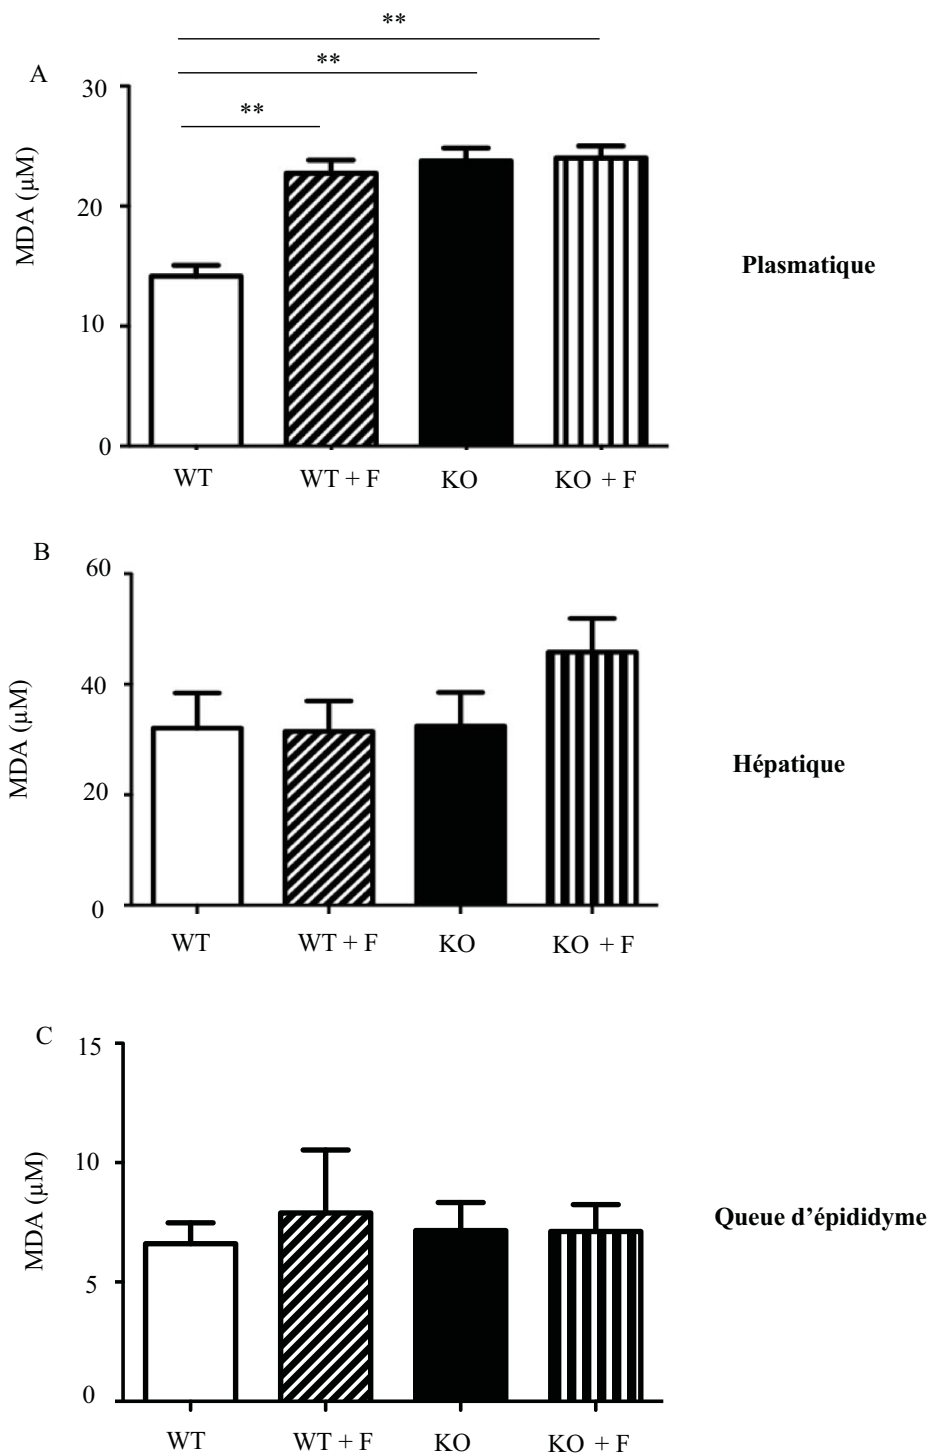 **
**
**
A
30
20
10
0
MDA (µM)
WT
WT + F
KO
KO + F
Plasmatique
B
60
40
20
0
MDA (µM)
WT
WT + F
KO
KO + F
Hépatique
C
15
10
5
0
MDA (µM)
WT
WT + F
KO
KO + F
Queue d’épididyme